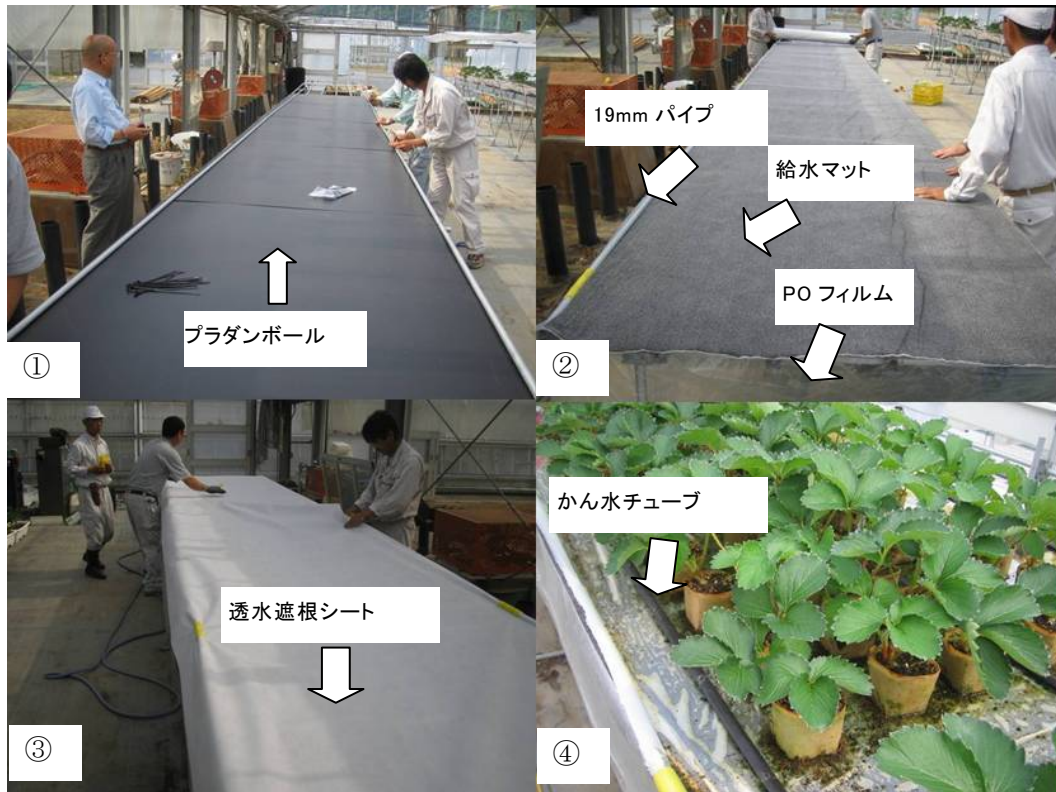 プラダンボール
①
19mm パイプ
給水マット
PO フィルム
②
透水遮根シート
③
かん水チューブ
④